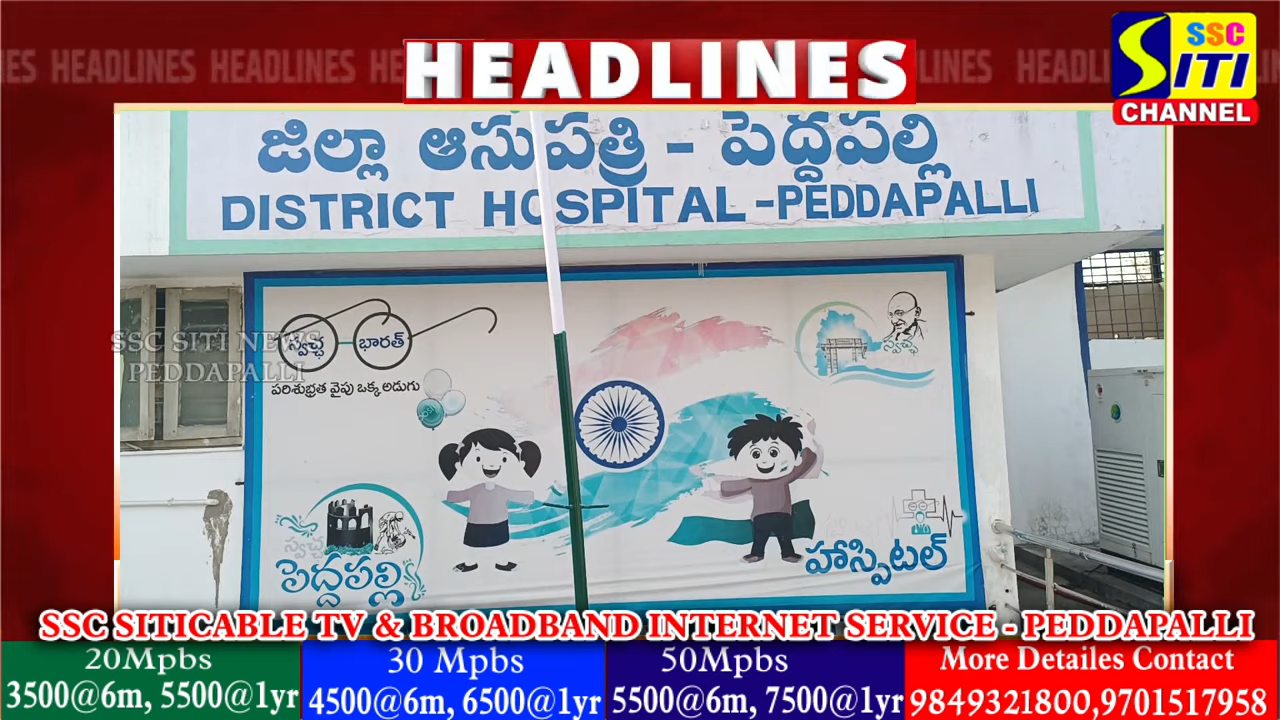 HEADLINES
SSC
SITI
CHANNEL
జిల్లా ఆసుపత్రి - పెద్దపల్లి
DISTRICT HOSPITAL - PEDDAPALLI
స్వచ్ఛ భారత్
పరిశుభ్రత వైపు ఒక్క అడుగు
స్వచ్ఛ
SSC SITI NEWS
PEDDAPALLI
స్వచ్ఛ
పెద్దపల్లి
హాస్పిటల్
SSC SITICABLE TV & BROADBAND INTERNET SERVICE - PEDDAPALLI
20Mpbs
3500@6m, 5500@1yr
30 Mpbs
4500@6m, 6500@1yr
50Mpbs
5500@6m, 7500@1yr
More Detailes Contact
9849321800,9701517958